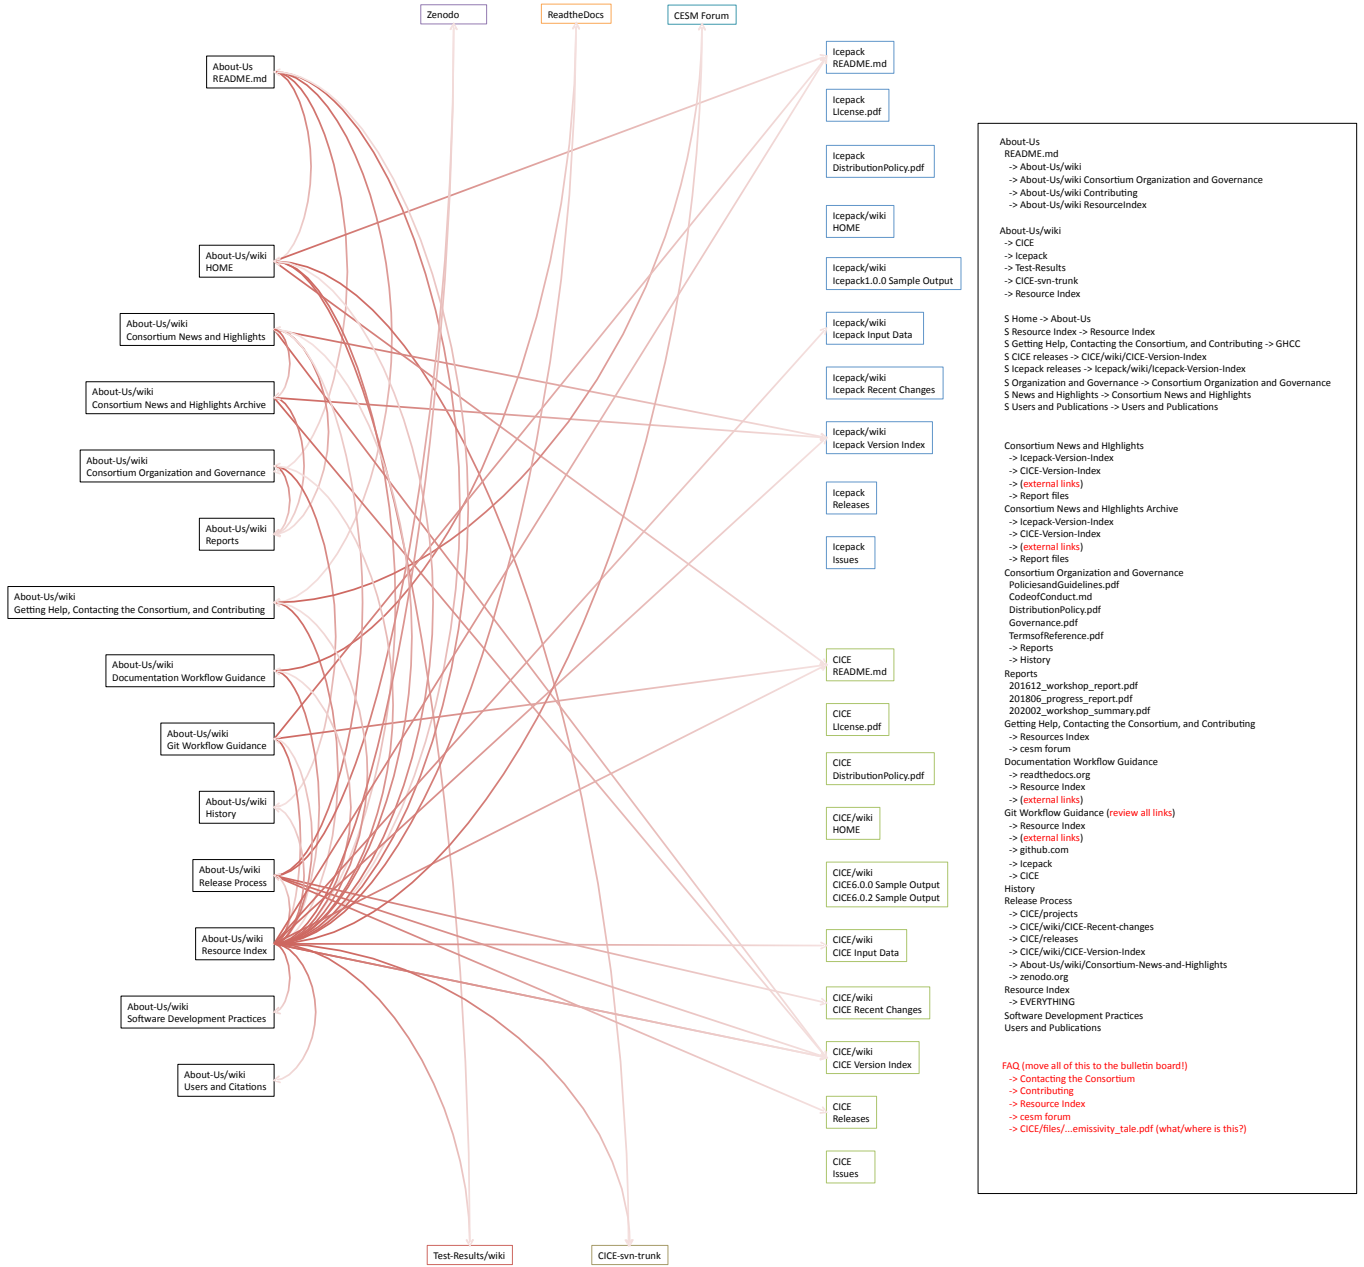 Zenodo
ReadtheDocs
CESM Forum
About-Us
README.md
About-Us/wiki
HOME
About-Us/wiki
Consortium News and Highlights
About-Us/wiki
Consortium News and Highlights Archive
About-Us/wiki
Consortium Organization and Governance
About-Us/wiki
Reports
About-Us/wiki
Getting Help, Contacting the Consortium, and Contributing
About-Us/wiki
Documentation Workflow Guidance
About-Us/wiki
Git Workflow Guidance
About-Us/wiki
History
About-Us/wiki
Release Process
About-Us/wiki
Resource Index
About-Us/wiki
Software Development Practices
About-Us/wiki
Users and Citations
Icepack
README.md
Icepack
LIcense.pdf
Icepack
DistributionPolicy.pdf
Icepack/wiki
HOME
Icepack/wiki
Icepack1.0.0 Sample Output
Icepack/wiki
Icepack Input Data
Icepack/wiki
Icepack Recent Changes
Icepack/wiki
Icepack Version Index
Icepack
Releases
Icepack
Issues
CICE
README.md
CICE
LIcense.pdf
CICE
DistributionPolicy.pdf
CICE/wiki
HOME
CICE/wiki
CICE6.0.0 Sample Output
CICE6.0.2 Sample Output
CICE/wiki
CICE Input Data
CICE/wiki
CICE Recent Changes
CICE/wiki
CICE Version Index
CICE
Releases
CICE
Issues
Test-Results/wiki
CICE-svn-trunk
About-Us
README.md
-> About-Us/wiki
-> About-Us/wiki Consortium Organization and Governance
-> About-Us/wiki Contributing
-> About-Us/wiki ResourceIndex
About-Us/wiki
-> CICE
-> Icepack
-> Test-Results
-> CICE-svn-trunk
-> Resource Index
S Home -> About-Us
S Resource Index -> Resource Index
S Getting Help, Contacting the Consortium, and Contributing -> GHCC
S CICE releases -> CICE/wiki/CICE-Version-Index
S Icepack releases -> Icepack/wiki/Icepack-Version-Index
S Organization and Governance -> Consortium Organization and Governance
S News and Highlights -> Consortium News and Highlights
S Users and Publications -> Users and Publications
Consortium News and HIghlights
-> Icepack-Version-Index
-> CICE-Version-Index
-> (external links)
-> Report files
Consortium News and HIghlights Archive
-> Icepack-Version-Index
-> CICE-Version-Index
-> (external links)
-> Report files
Consortium Organization and Governance
PoliciesandGuidelines.pdf
CodeofConduct.md
DistributionPolicy.pdf
Governance.pdf
TermsofReference.pdf
-> Reports
-> History
Reports
201612_workshop_report.pdf
201806_progress_report.pdf
202002_workshop_summary.pdf
Getting Help, Contacting the Consortium, and Contributing
-> Resources Index
-> cesm forum
Documentation Workflow Guidance
-> readthedocs.org
-> Resource Index
-> (external links)
Git Workflow Guidance (review all links)
-> Resource Index
-> (external links)
-> github.com
-> Icepack
-> CICE
History
Release Process
-> CICE/projects
-> CICE/wiki/CICE-Recent-changes
-> CICE/releases
-> CICE/wiki/CICE-Version-Index
-> About-Us/wiki/Consortium-News-and-Highlights
-> zenodo.org
Resource Index
-> EVERYTHING
Software Development Practices
Users and Publications
FAQ (move all of this to the bulletin board!)
-> Contacting the Consortium
-> Contributing
-> Resource Index
-> cesm forum
-> CICE/files/...emissivity_tale.pdf (what/where is this?)